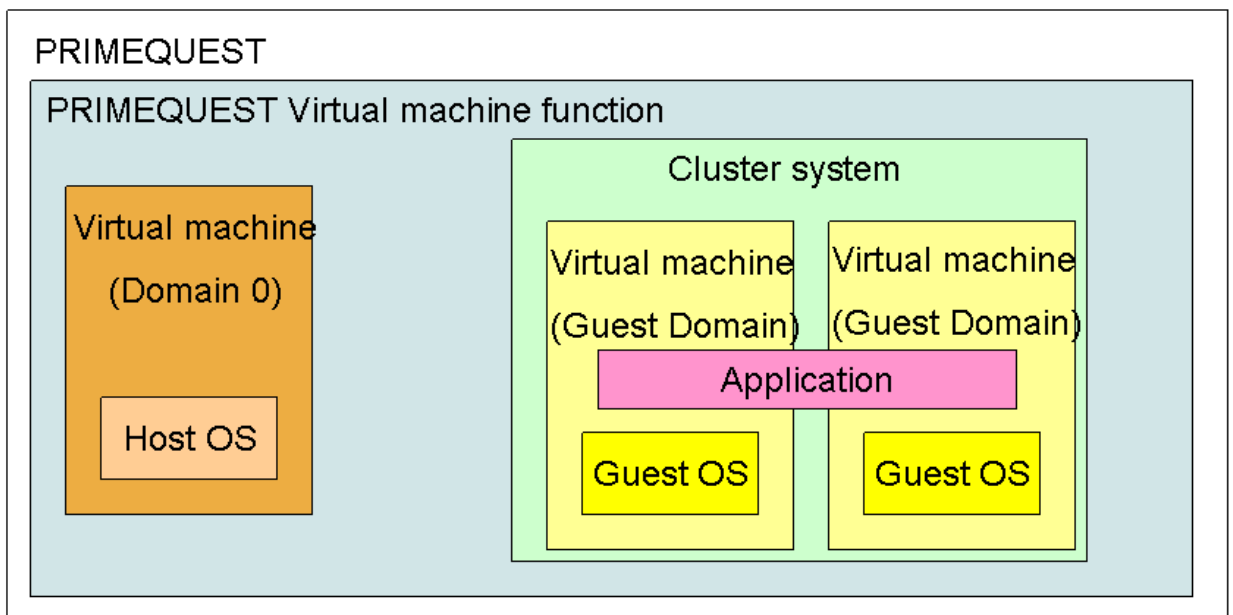 PRIMEQUEST
PRIMEQUEST Virtual machine function
Cluster system
Virtual machine
(Domain 0)
Host OS
Virtual machine
(Guest Domain)
Virtual machine
(Guest Domain)
Application
Guest OS
Guest OS